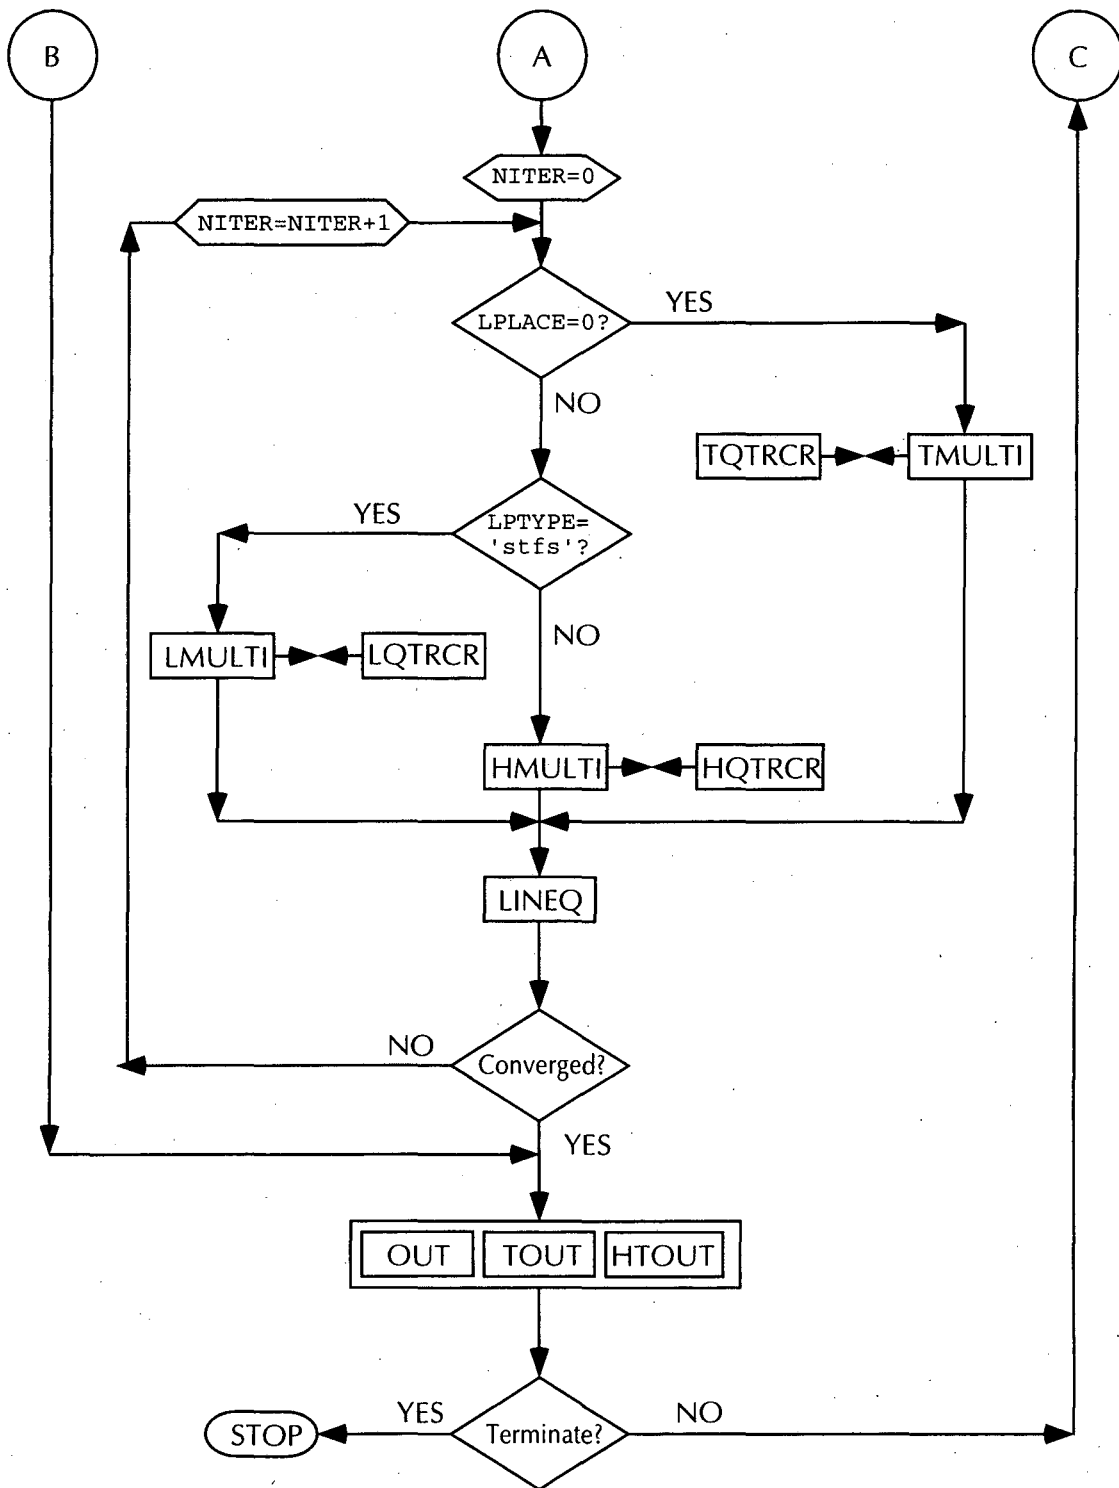 B
A
C
NITER=0
NITER=NITER+1
LPLACE=0?
YES
NO
TQTRCR
TMULTI
YES
LPTYPE=
'stfs'?
NO
LMULTI
LQTRCR
HMULTI
HQTRCR
LINEQ
NO
Converged?
YES
OUT
TOUT
HTOUT
STOP
YES
Terminate?
NO